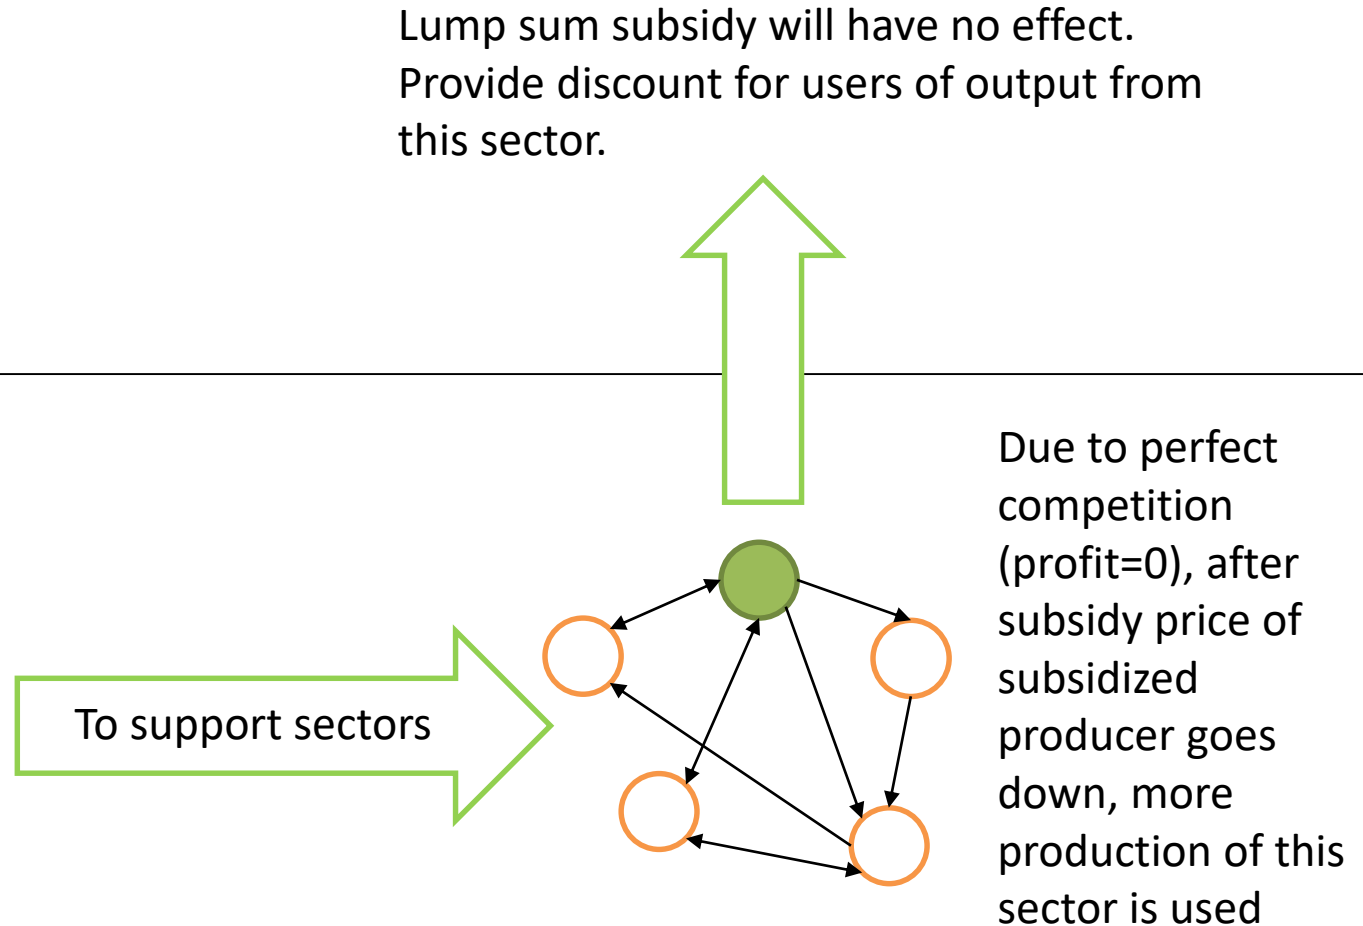 Lump sum subsidy will have no effect.
Provide discount for users of output from
this sector.
To support sectors
Due to perfect
competition
(profit=0), after
subsidy price of
subsidized
producer goes
down, more
production of this
sector is used